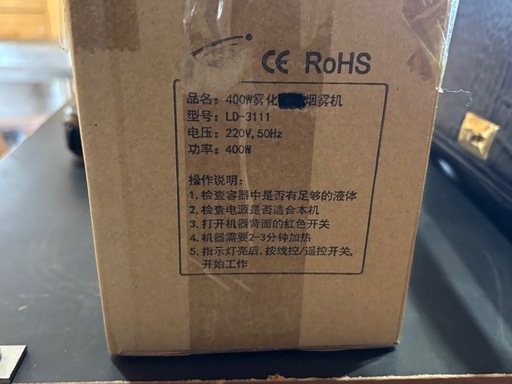 CE RoHS
品名：400W雾化烟雾机
型号：LD-3111
电压：220V,50Hz
功率：400W
操作说明：
1.检查容器中是否有足够的液体
2.检查电源是否适合本机
3.打开机器背面的红色开关
4.机器需要2-3分钟加热
5.指示灯亮后,按线控/遥控开关,
开始工作